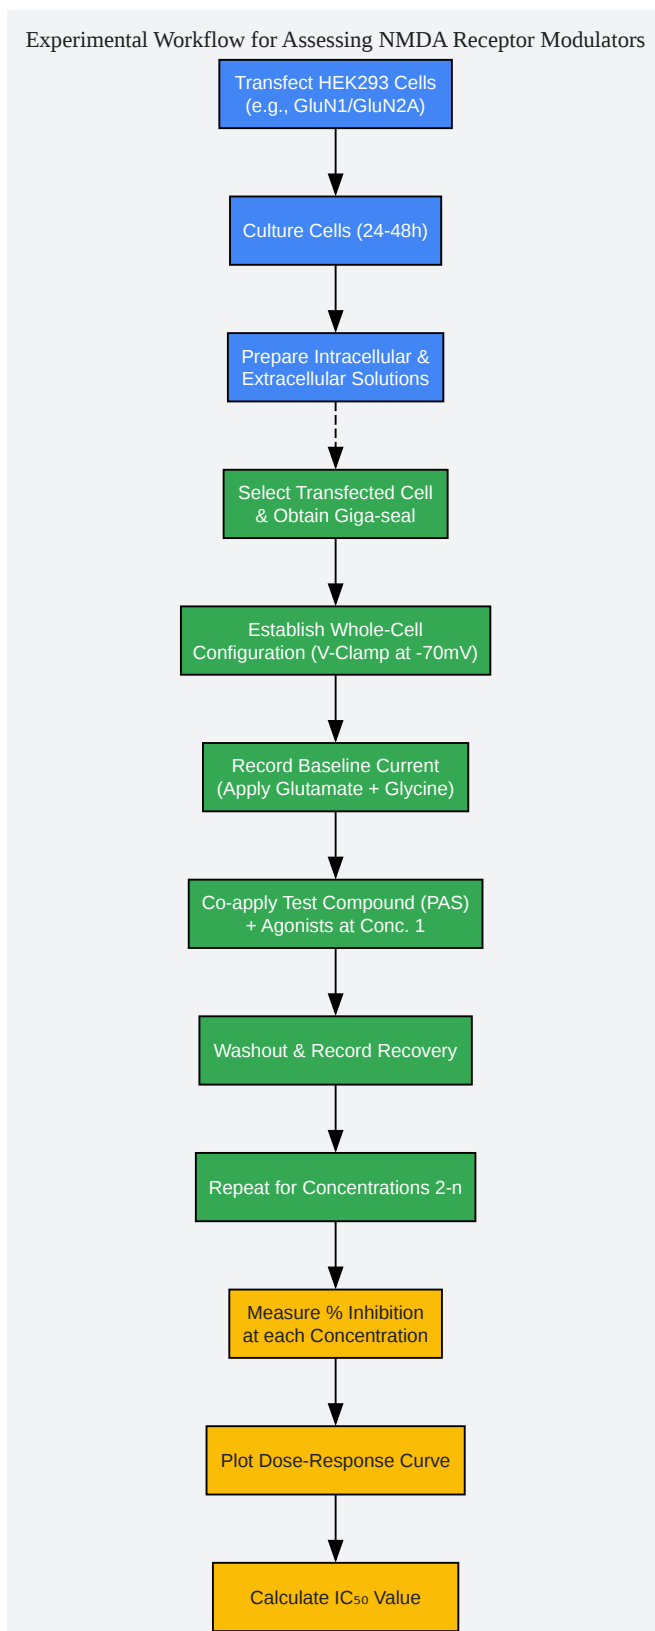 Experimental Workflow for Assessing NMDA Receptor Modulators
Transfect HEK293 Cells
(e.g., GluN1/GluN2A)
Culture Cells (24-48h)
Prepare Intracellular &
Extracellular Solutions
Select Transfected Cell
& Obtain Giga-seal
Establish Whole-Cell
Configuration (V-Clamp at -70mV)
Record Baseline Current
(Apply Glutamate + Glycine)
Co-apply Test Compound (PAS)
+ Agonists at Conc. 1
Washout & Record Recovery
Repeat for Concentrations 2-n
Measure % Inhibition
at each Concentration
Plot Dose-Response Curve
Calculate IC₅₀ Value